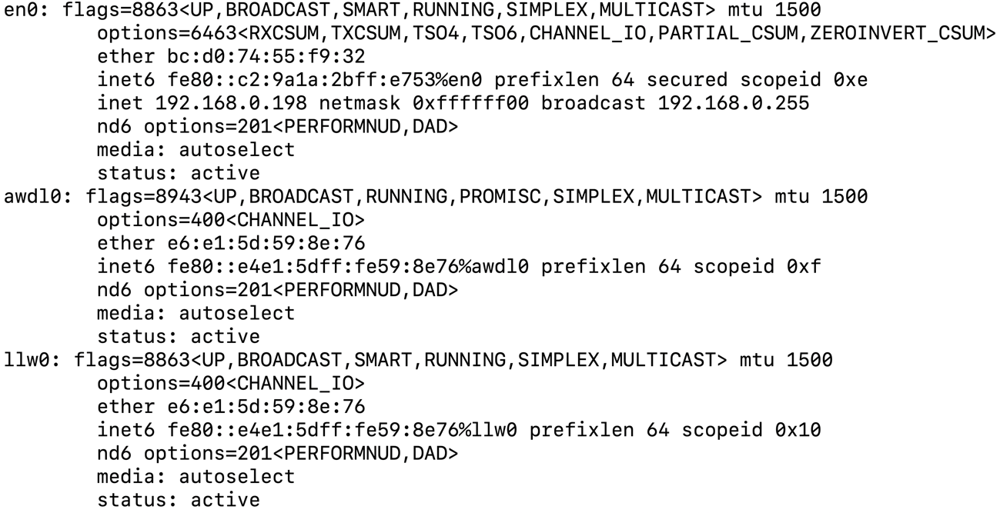 en0: flags=8863<UP,BROADCAST,SMART,RUNNING,SIMPLEX,MULTICAST> mtu 1500
options=6463<RXCSUM,TXCSUM,TSO4,TSO6,CHANNEL_IO,PARTIAL_CSUM,ZEROINVERT_CSUM>
ether bc:d0:74:55:f9:32
inet6 fe80::c2:9a1a:2bff:e753%en0 prefixlen 64 secured scopeid 0xe
inet 192.168.0.198 netmask 0xffffff00 broadcast 192.168.0.255
nd6 options=201<PERFORMNUD,DAD>
media: autoselect
status: active
awdl0: flags=8943<UP,BROADCAST,RUNNING,PROMISC,SIMPLEX,MULTICAST> mtu 1500
options=400<CHANNEL_IO>
ether e6:e1:5d:59:8e:76
inet6 fe80::e4e1:5dff:fe59:8e76%awdl0 prefixlen 64 scopeid 0xf
nd6 options=201<PERFORMNUD,DAD>
media: autoselect
status: active
llw0: flags=8863<UP,BROADCAST,SMART,RUNNING,SIMPLEX,MULTICAST> mtu 1500
options=400<CHANNEL_IO>
ether e6:e1:5d:59:8e:76
inet6 fe80::e4e1:5dff:fe59:8e76%llw0 prefixlen 64 scopeid 0x10
nd6 options=201<PERFORMNUD,DAD>
media: autoselect
status: active